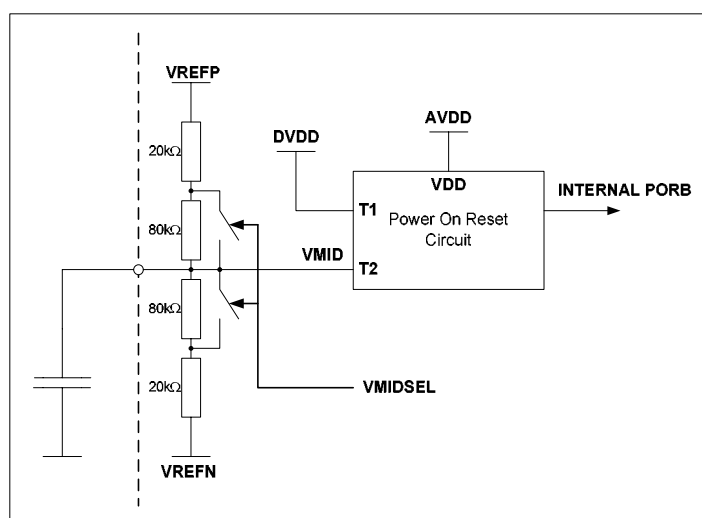 VREFP
20kΩ
80kΩ
80kΩ
20kΩ
VREFN
VMID
VMIDSEL
DVDD
AVDD
VDD
T1
Power On Reset
Circuit
T2
INTERNAL PORB